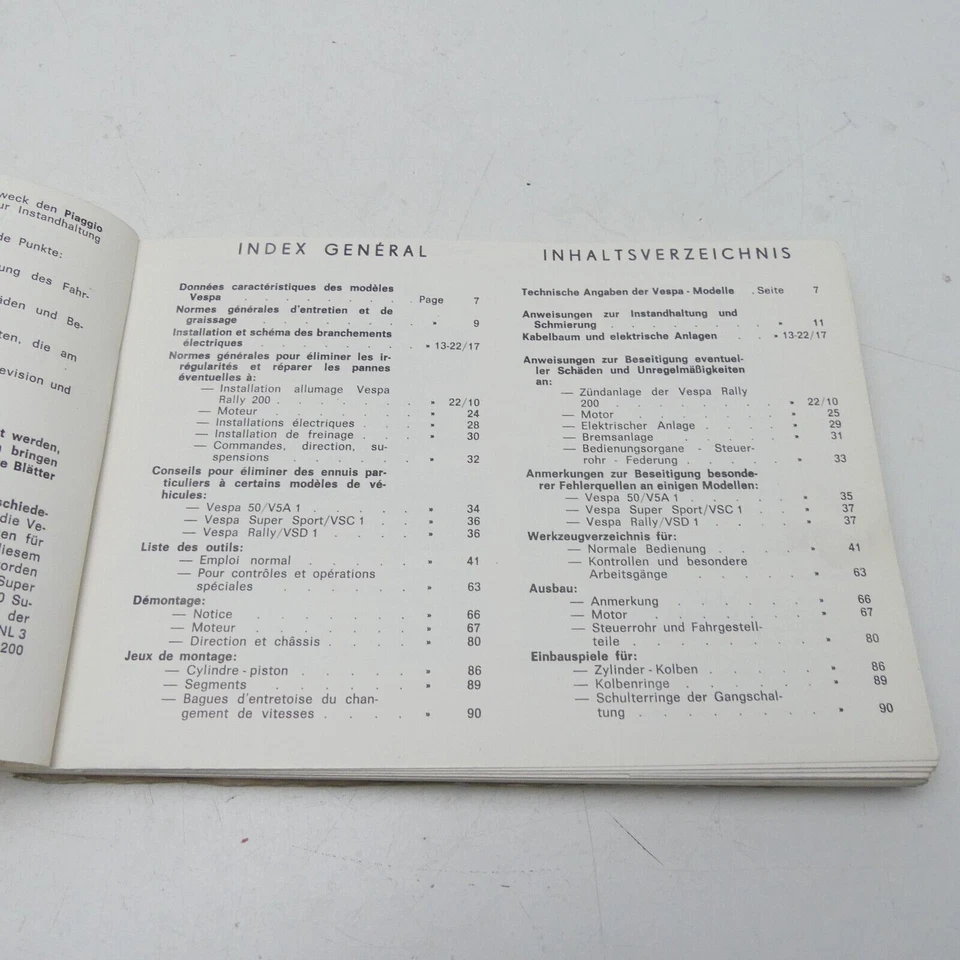 weck den Piaggio
ur Instandhaltung
de Punkte:
ung des Fahr-
äden und Be-
ten, die am
evision und
t werden,
bringen
e Blätter
schiede-
die Ve-
en für
diesem
orden
Super
0 Su-
der
NL 3
200
INDEX GENÉRAL
Données caractéristiques des modèles
Vespa . . . . . . . . Page 7
Normes générales d'entretien et de
graissage . . . . . . . » 9
Installation et schéma des branchements
électriques . . . . . . . » 13-22/17
Normes générales pour éliminer les ir-
régularités et réparer les pannes
éventuelles à:
— Installation allumage Vespa
Rally 200 . . . . . . » 22/10
— Moteur . . . . . . . » 24
— Installations électriques . . . » 28
— Installation de freinage . . . » 30
— Commandes, direction, su-
spensions . . . . . . » 32
Conseils pour éliminer des ennuis par-
ticuliers à certains modèles de vé-
hicules:
— Vespa 50/V5A 1 . . . . . » 34
— Vespa Super Sport/VSC 1 . . . » 36
— Vespa Rally/VSD 1 . . . . » 36
Liste des outils:
— Emploi normal . . . . . » 41
— Pour contrôles et opérations
spéciales . . . . . . » 63
Démontage:
— Notice . . . . . . . » 66
— Moteur . . . . . . . » 67
— Direction et châssis . . . . » 80
Jeux de montage:
— Cylindre - piston . . . . . » 86
— Segments . . . . . . » 89
— Bagues d'entretoise du chan-
gement de vitesses . . . . » 90
INHALTSVERZEICHNIS
Technische Angaben der Vespa - Modelle . Seite 7
Anweisungen zur Instandhaltung und
Schmierung . . . . . . . » 11
Kabelbaum und elektrische Anlagen . . » 13-22/17
Anweisungen zur Beseitigung eventuel-
ler Schäden und Unregelmäßigkeiten
an:
— Zündanlage der Vespa Rally
200 . . . . . . . » 22/10
— Motor . . . . . . . » 25
— Elektrischer Anlage . . . . » 29
— Bremsanlage . . . . . » 31
— Bedienungsorgane - Steuer-
rohr - Federung . . . . . » 33
Anmerkungen zur Beseitigung besonde-
rer Fehlerquellen an einigen Modellen:
— Vespa 50/V5A 1 . . . . . » 35
— Vespa Super Sport/VSC 1 . . . » 37
— Vespa Rally/VSD 1 . . . . » 37
Werkzeugverzeichnis für:
— Normale Bedienung . . . . » 41
— Kontrollen und besondere
Arbeitsgänge . . . . . » 63
Ausbau:
— Anmerkung . . . . . . » 66
— Motor . . . . . . . » 67
— Steuerrohr und Fahrgestell-
teile . . . . . . . » 80
Einbauspiele für:
— Zylinder - Kolben . . . . . » 86
— Kolbenringe . . . . . . » 89
— Schulterringe der Gangschal-
tung . . . . . . . » 90